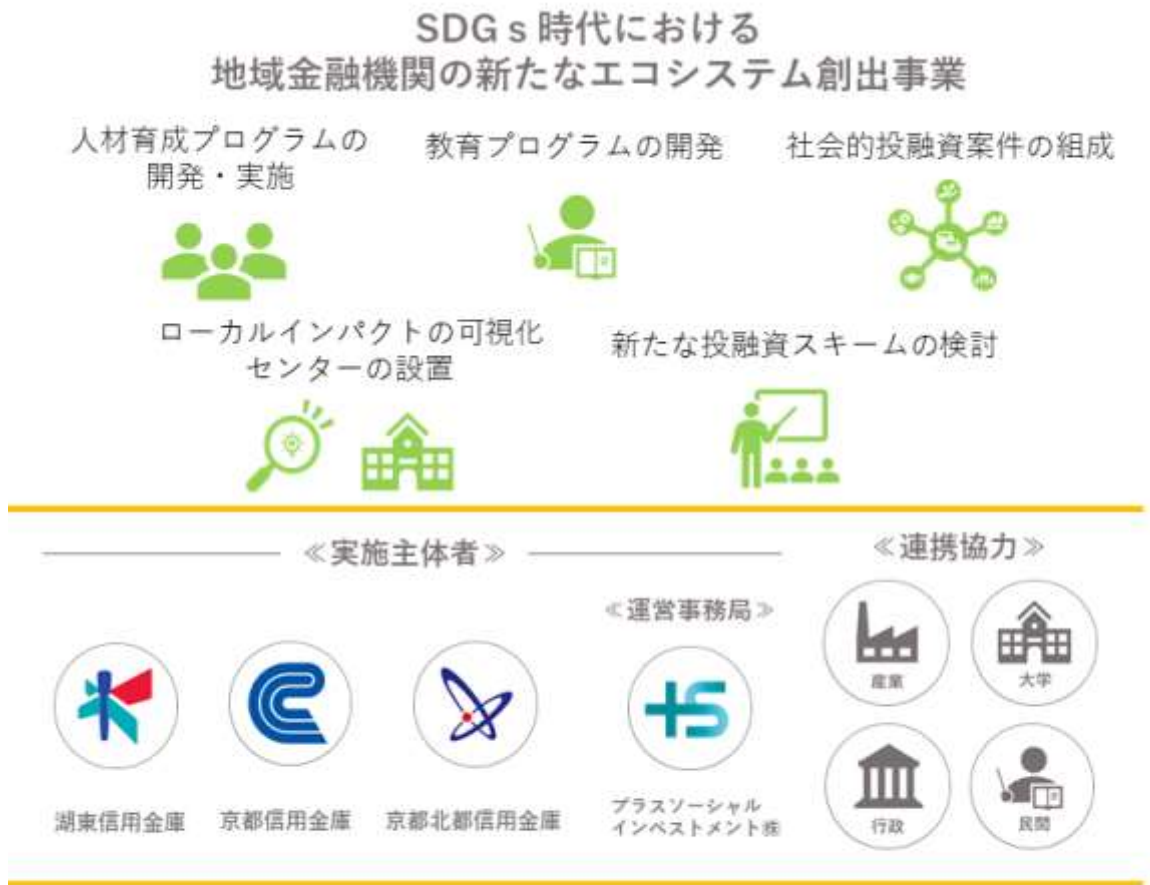 SDGｓ時代における
地域金融機関の新たなエコシステム創出事業
人材育成プログラムの
開発・実施
教育プログラムの開発
社会的投融資案件の組成
ローカルインパクトの可視化
センターの設置
新たな投融資スキームの検討
≪実施主体者≫
≪連携協力≫
≪運営事務局≫
産業
大学
湖東信用金庫
京都信用金庫
京都北都信用金庫
プラスソーシャル
インベストメント㈱
行政
民間